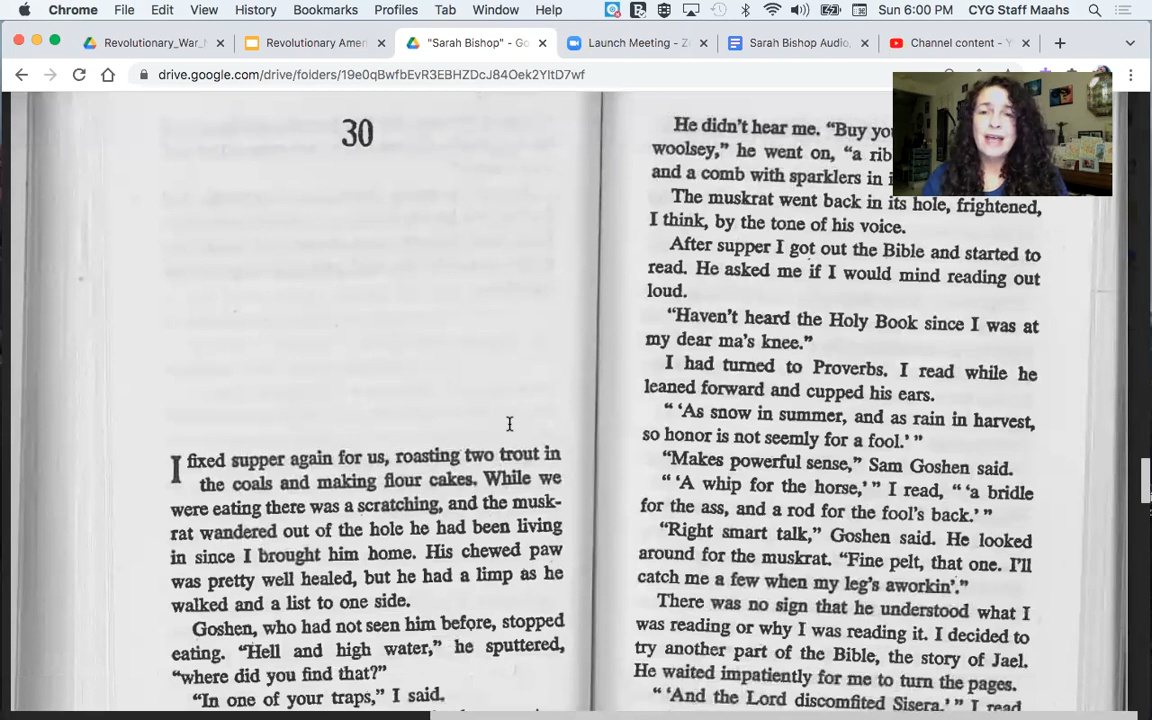 Chrome File Edit View History Bookmarks Profiles Tab Window Help Sun 6:00 PM CYG Staff Maahs
Revolutionary_War_ Revolutionary Ameri "Sarah Bishop" - Go Launch Meeting - Z Sarah Bishop Audio, Channel content - Y
drive.google.com/drive/folders/19e0qBwfbEvR3EBHZDcJ84Oek2YItD7wf
30
I fixed supper again for us, roasting two trout in
the coals and making flour cakes. While we
were eating there was a scratching, and the musk-
rat wandered out of the hole he had been living
in since I brought him home. His chewed paw
was pretty well healed, but he had a limp as he
walked and a list to one side.
Goshen, who had not seen him before, stopped
eating. "Hell and high water," he sputtered,
"where did you find that?"
"In one of your traps," I said.
He didn't hear me. "Buy
woolsey," he went on, "a
and a comb with sparklers in
The muskrat went back in its hole, frightened,
I think, by the tone of his voice.
After supper I got out the Bible and started to
read. He asked me if I would mind reading out
loud.
"Haven't heard the Holy Book since I was at
my dear ma's knee."
I had turned to Proverbs. I read while he
leaned forward and cupped his ears.
" 'As snow in summer, and as rain in harvest,
so honor is not seemly for a fool.' "
"Makes powerful sense," Sam Goshen said.
" 'A whip for the horse,' " I read, " 'a bridle
for the ass, and a rod for the fool's back.' "
"Right smart talk," Goshen said. He looked
around for the muskrat. "Fine pelt, that one. I'll
catch me a few when my leg's aworkin'."
There was no sign that he understood what I
was reading or why I was reading it. I decided to
try another part of the Bible, the story of Jael.
He waited impatiently for me to turn the pages.
" 'And the Lord discomfited Sisera,' " I read